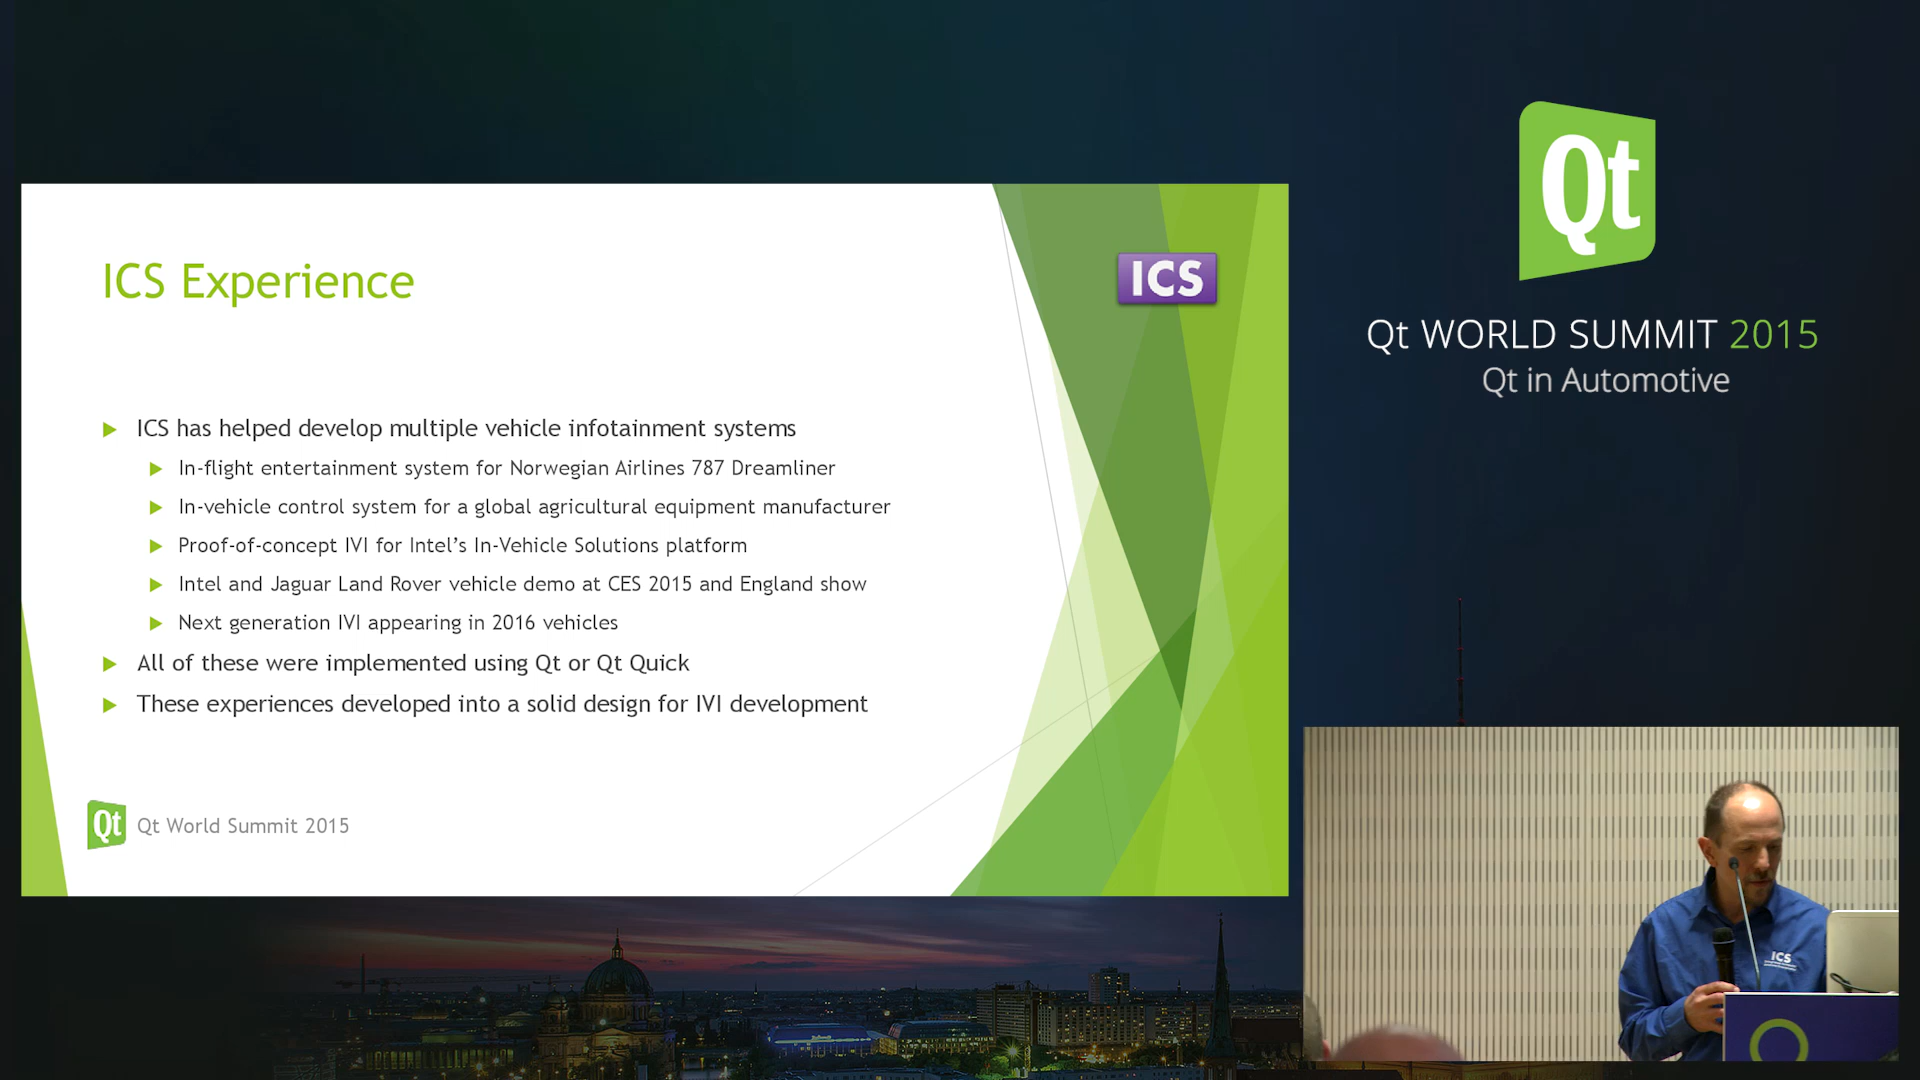 ICS Experience
ICS
ICS has helped develop multiple vehicle infotainment systems
In-flight entertainment system for Norwegian Airlines 787 Dreamliner
In-vehicle control system for a global agricultural equipment manufacturer
Proof-of-concept IVI for Intel’s In-Vehicle Solutions platform
Intel and Jaguar Land Rover vehicle demo at CES 2015 and England show
Next generation IVI appearing in 2016 vehicles
All of these were implemented using Qt or Qt Quick
These experiences developed into a solid design for IVI development
Qt Qt World Summit 2015
Qt
Qt WORLD SUMMIT 2015
Qt in Automotive
ICS